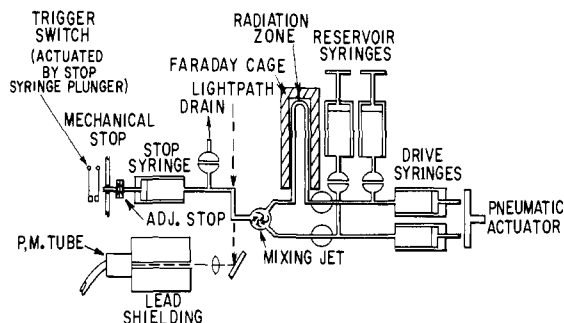 TRIGGER
SWITCH
(ACTUATED
BY STOP
SYRINGE PLUNGER)
MECHANICAL
STOP
STOP
SYRINGE
ADJ. STOP
DRAIN
LIGHTPATH
FARADAY CAGE
RADIATION
ZONE
RESERVOIR
SYRINGES
DRIVE
SYRINGES
PNEUMATIC
ACTUATOR
MIXING JET
P.M. TUBE
LEAD
SHIELDING